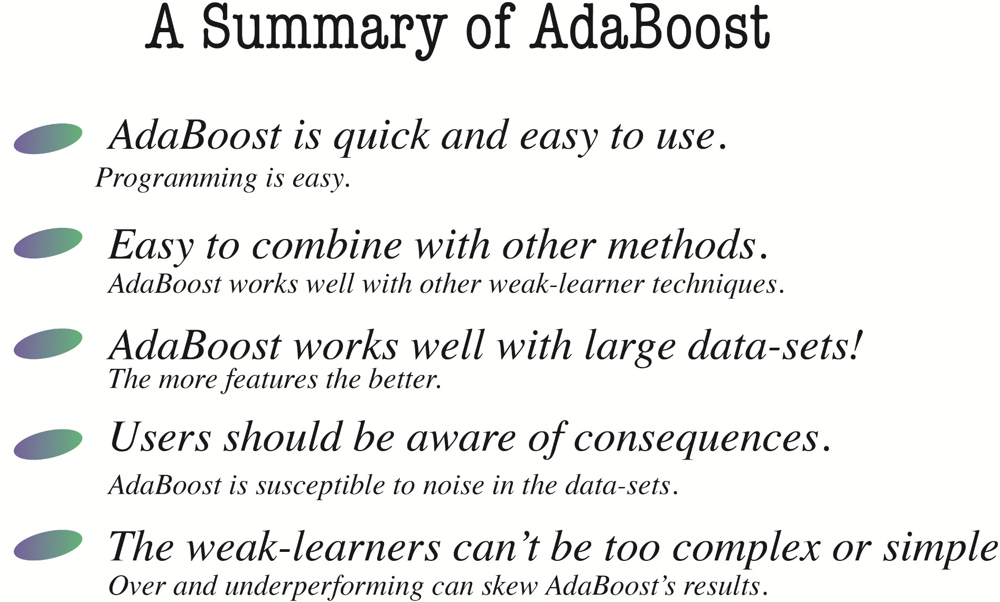 A Summary of AdaBoost
AdaBoost is quick and easy to use.
Programming is easy.
Easy to combine with other methods.
AdaBoost works well with other weak-learner techniques.
AdaBoost works well with large data-sets!
The more features the better.
Users should be aware of consequences.
AdaBoost is susceptible to noise in the data-sets.
The weak-learners can’t be too complex or simple
Over and underperforming can skew AdaBoost’s results.